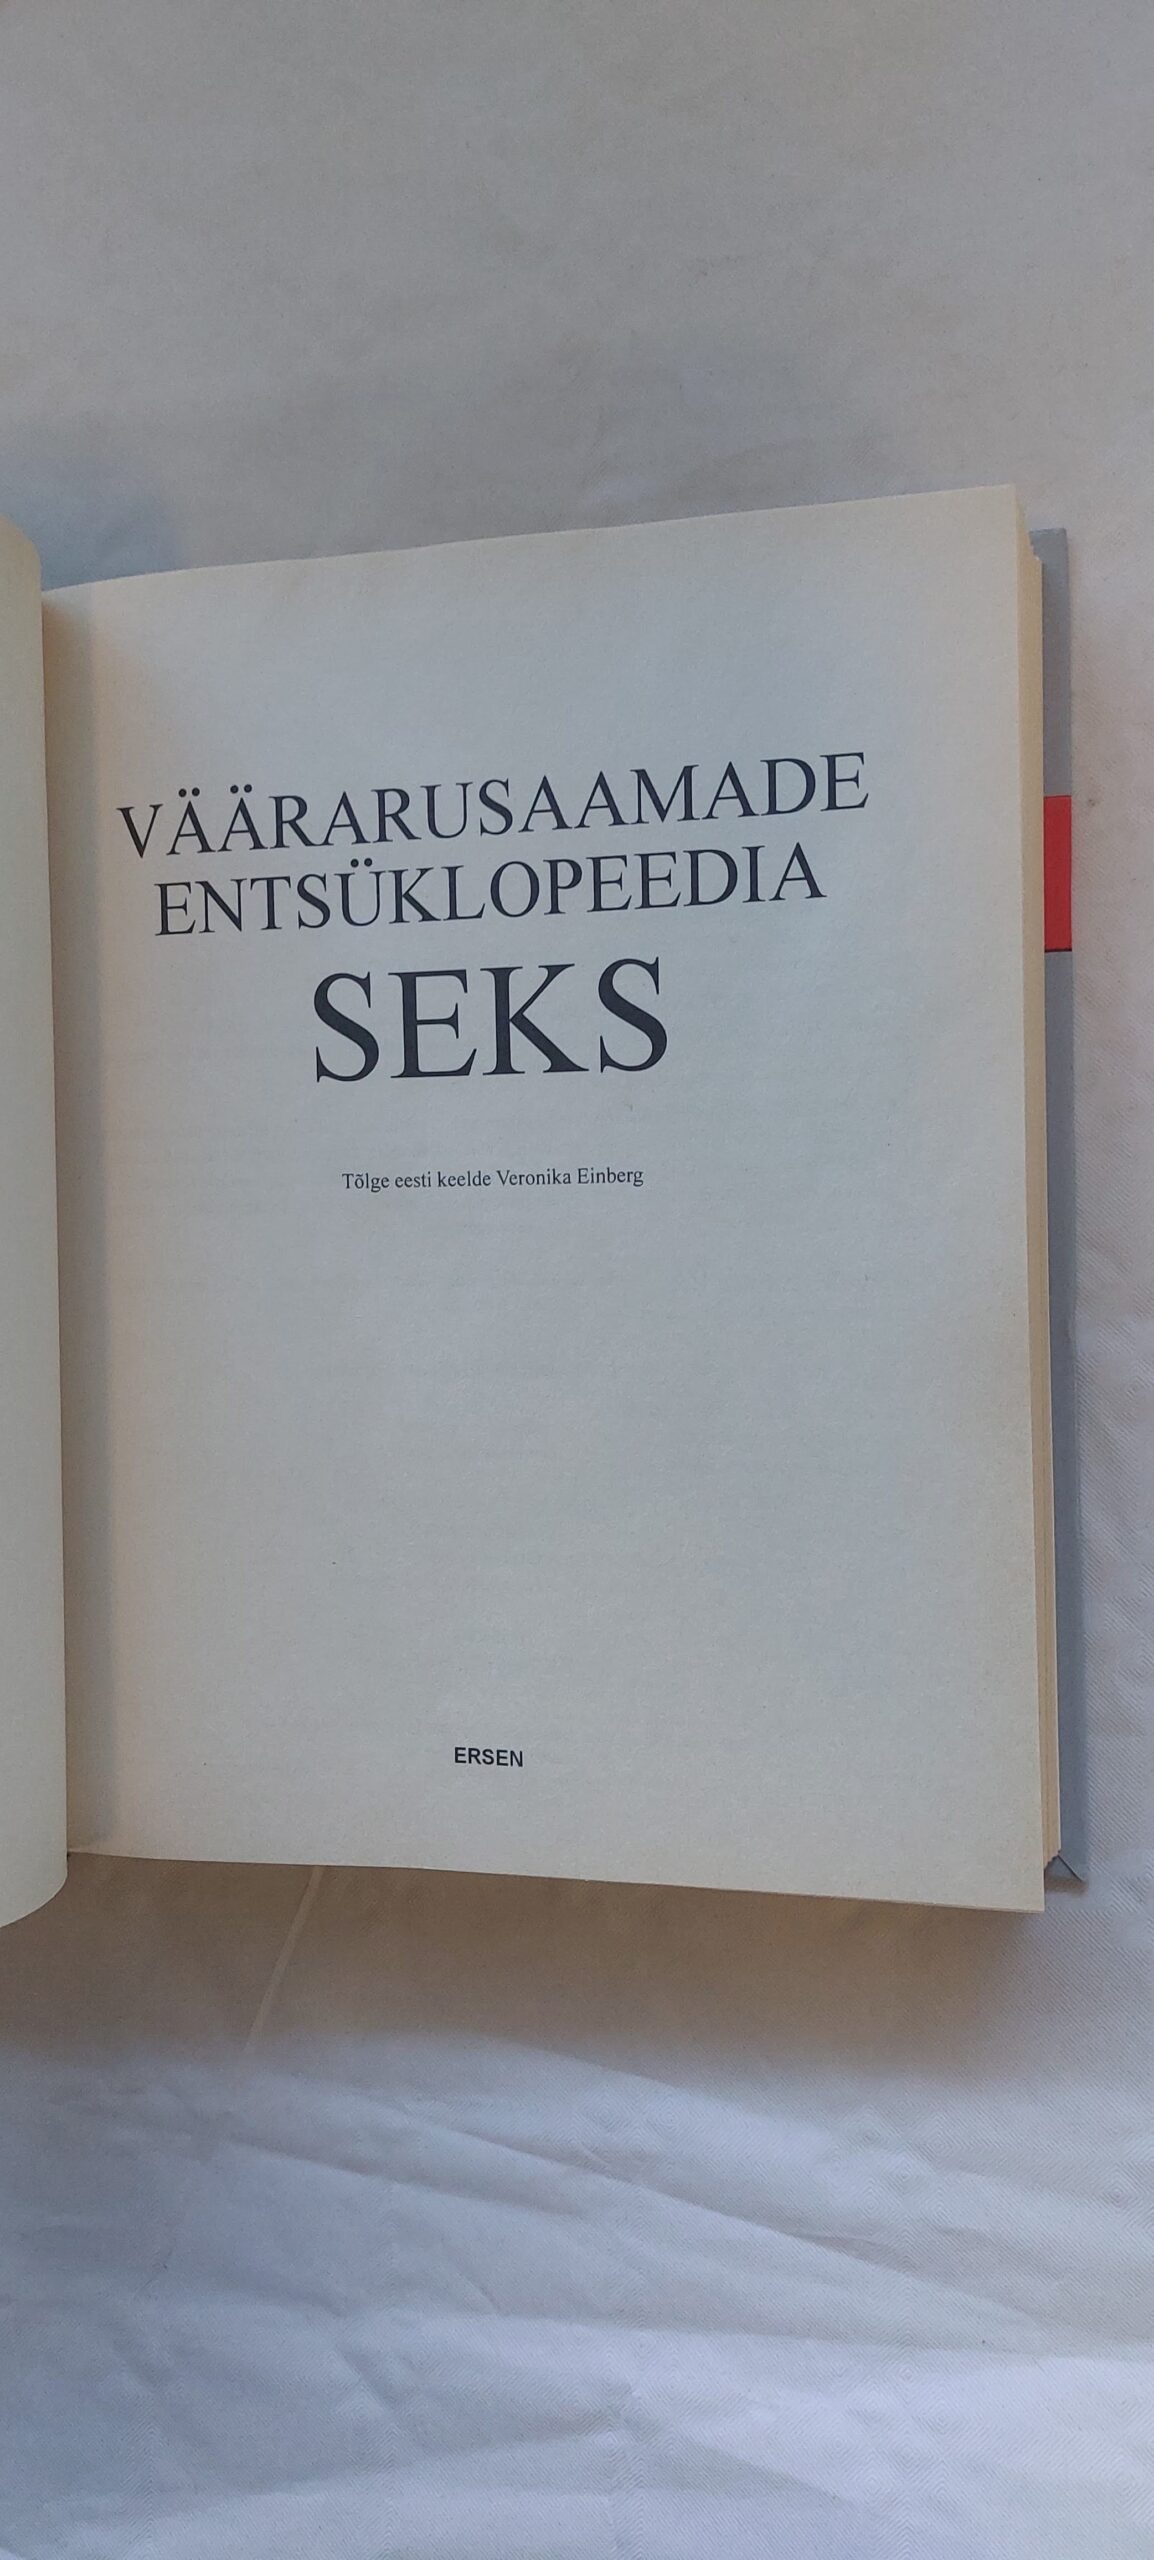 VÄÄRARUSAAMADE
ENTSÜKLOPEEDIA
SEKS
Tõlge eesti keelde Veronika Einberg
ERSEN